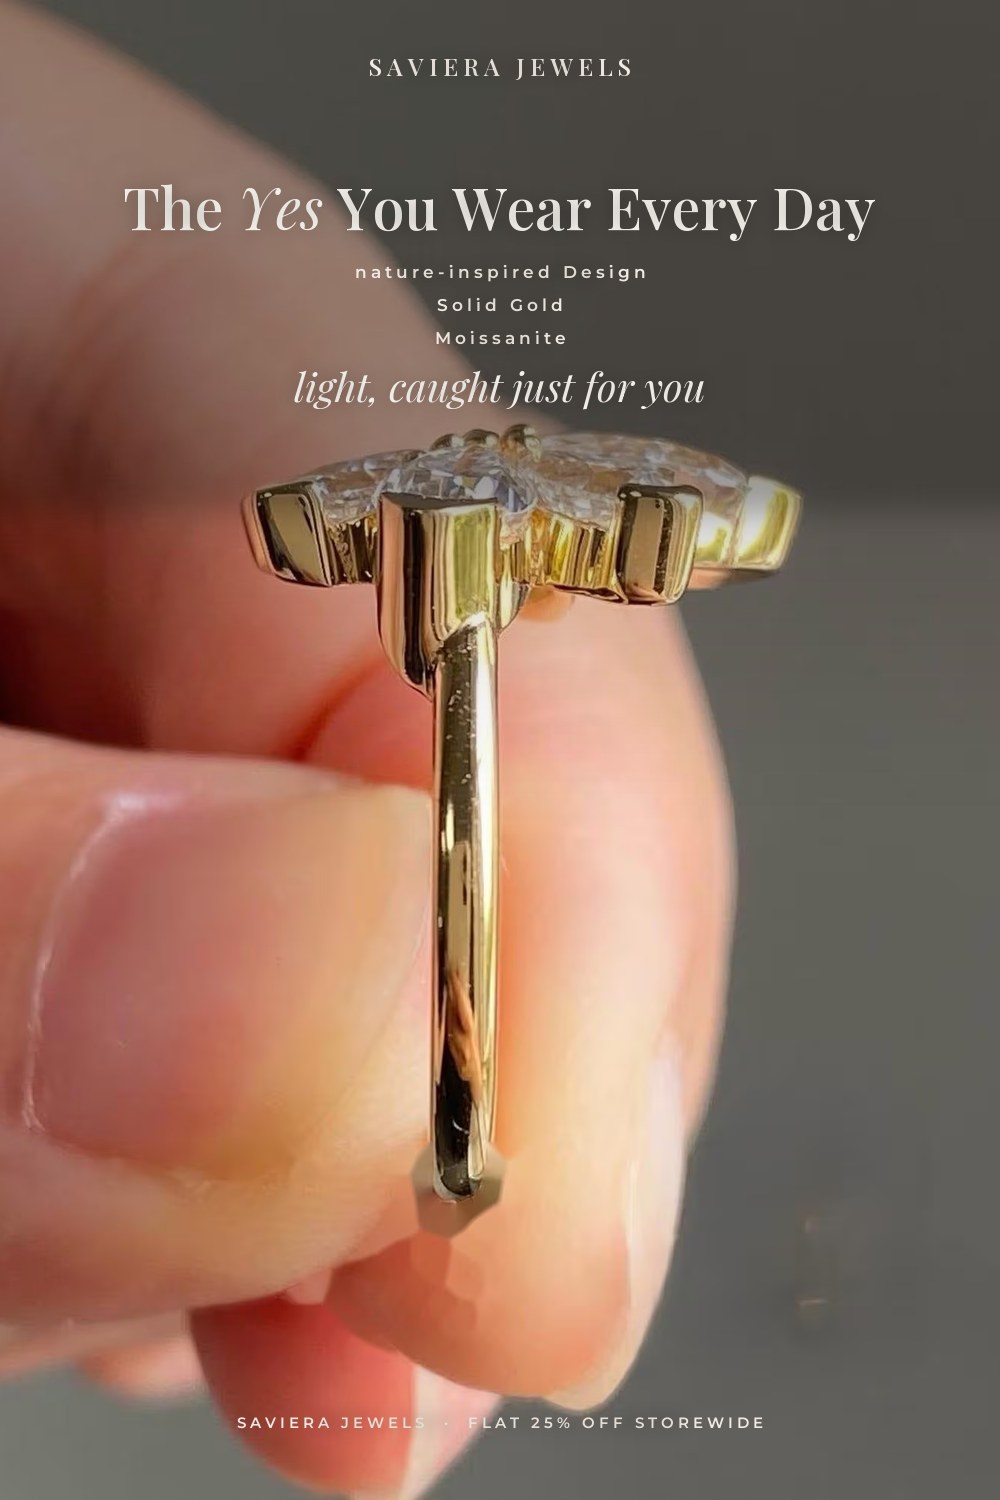 SAVIERA JEWELS
The Yes You Wear Every Day
nature-inspired Design
Solid Gold
Moissanite
light, caught just for you
SAVIERA JEWELS · FLAT 25% OFF STOREWIDE